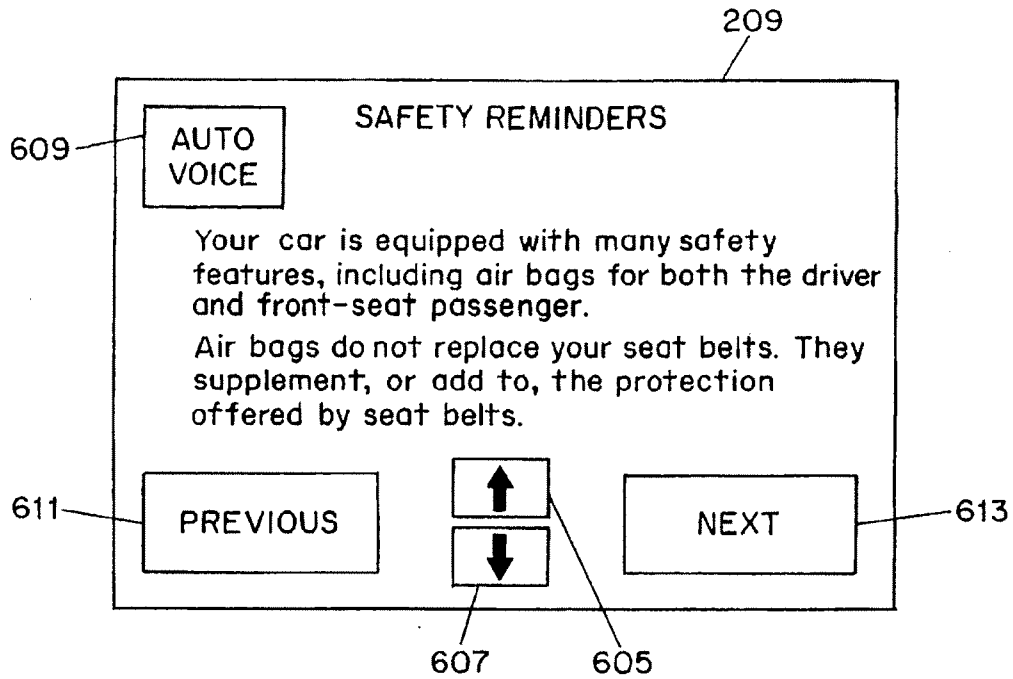 209
SAFETY REMINDERS
609
AUTO
VOICE
Your car is equipped with many safety
features, including air bags for both the driver
and front-seat passenger.
Air bags do not replace your seat belts. They
supplement, or add to, the protection
offered by seat belts.
611
PREVIOUS
NEXT
613
607
605